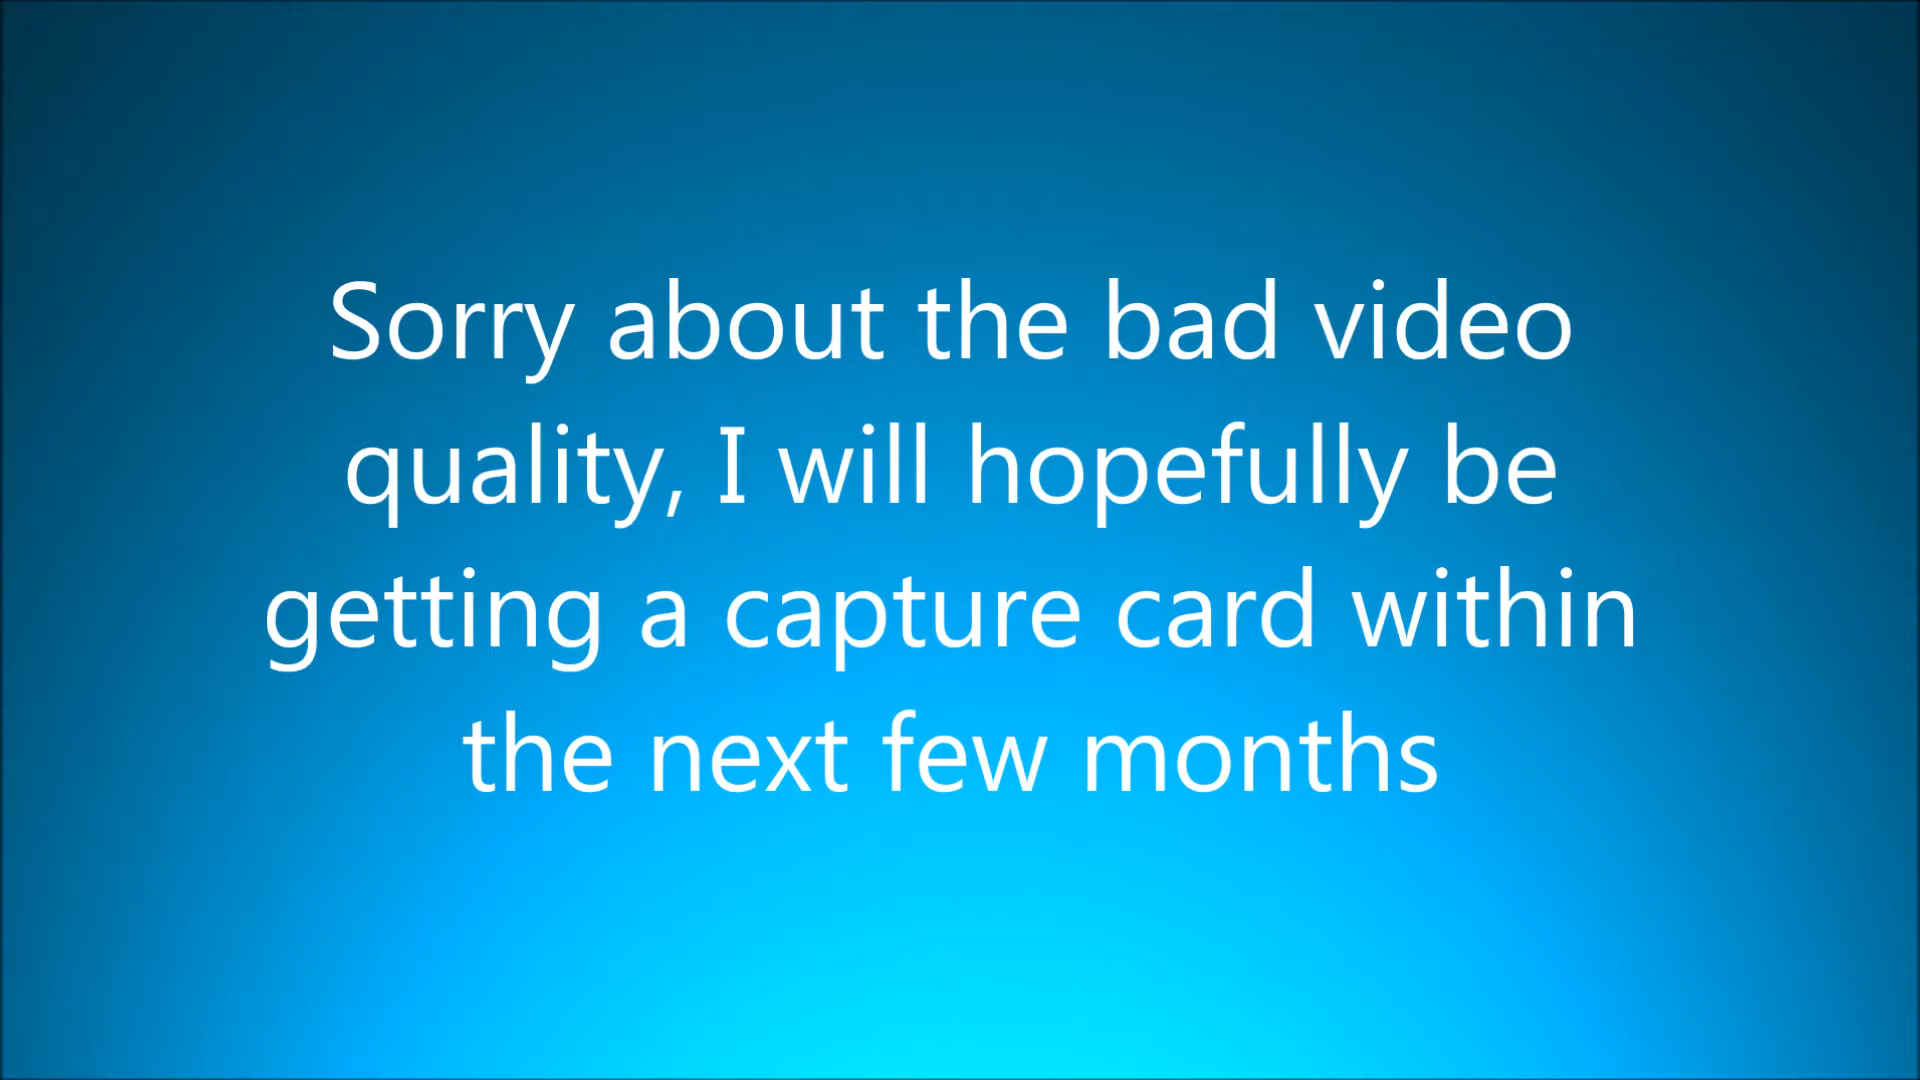 Sorry about the bad video
quality, I will hopefully be
getting a capture card within
the next few months